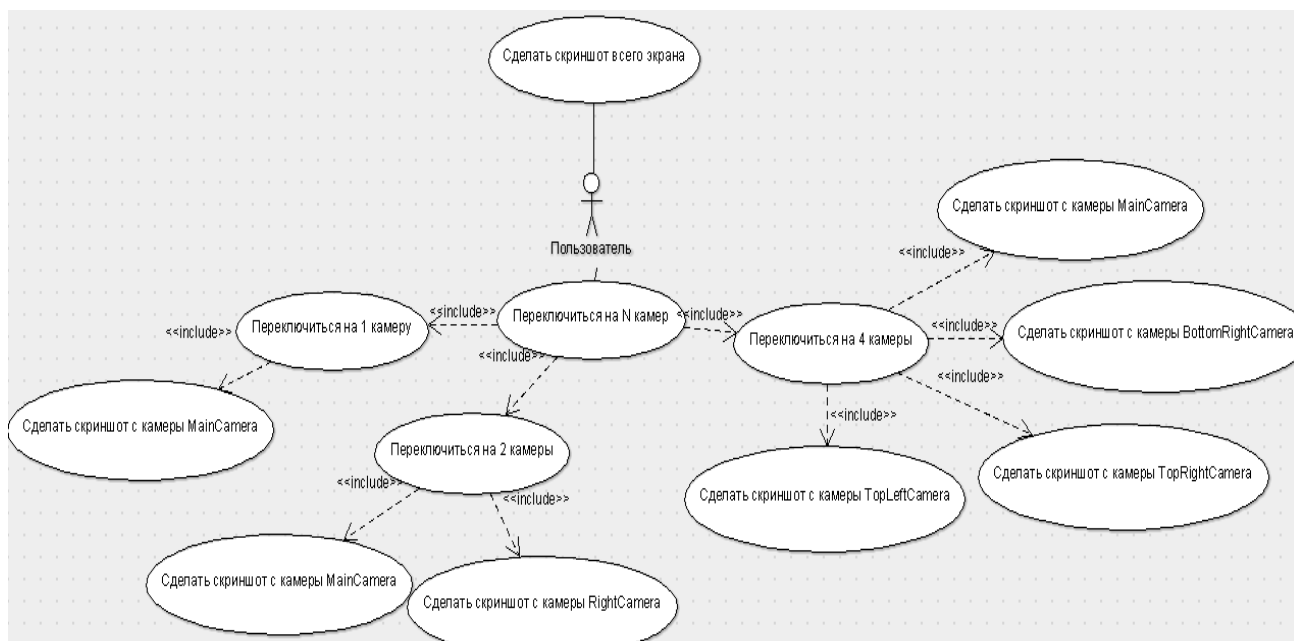 Сделать скриншот всего экрана
Пользователь
Сделать скриншот с камеры MainCamera
<<include>>
Переключиться на N камер
<<include>>
<<include>>
<<include>>
Переключиться на 1 камеру
<<include>>
Переключиться на 4 камеры
<<include>>
Сделать скриншот с камеры BottomRightCamera
<<include>>
<<include>>
<<include>>
Сделать скриншот с камеры MainCamera
Переключиться на 2 камеры
Сделать скриншот с камеры TopRightCamera
<<include>>
<<include>>
Сделать скриншот с камеры TopLeftCamera
Сделать скриншот с камеры MainCamera
Сделать скриншот с камеры RightCamera